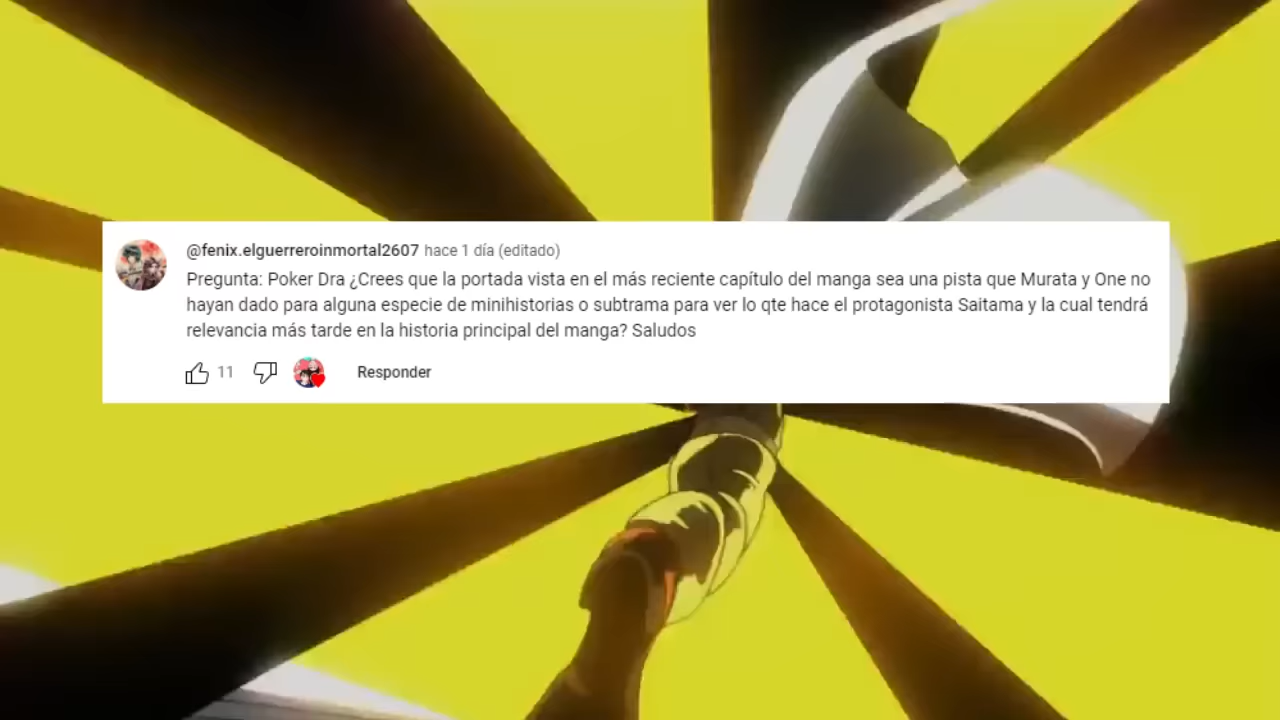 @fenix.elguerreroinmortal2607 hace 1 día (editado)
Pregunta: Poker Dra ¿Crees que la portada vista en el más reciente capítulo del manga sea una pista que Murata y One no
hayan dado para alguna especie de minihistorias o subtrama para ver lo qte hace el protagonista Saitama y la cual tendrá
relevancia más tarde en la historia principal del manga? Saludos
11
Responder